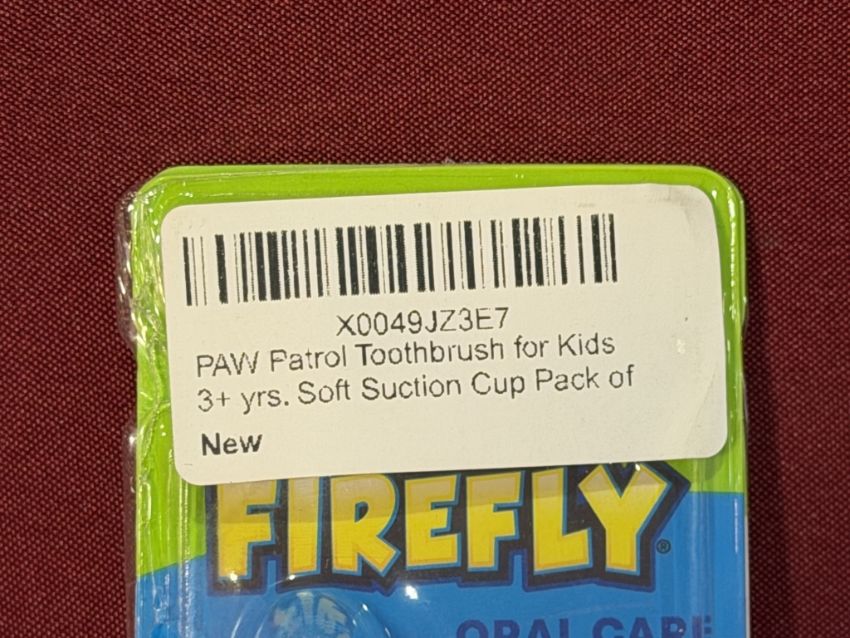 X0049JZ3E7
PAW Patrol Toothbrush for Kids
3+ yrs. Soft Suction Cup Pack of
New
FIREFLY®
ORAL CARE